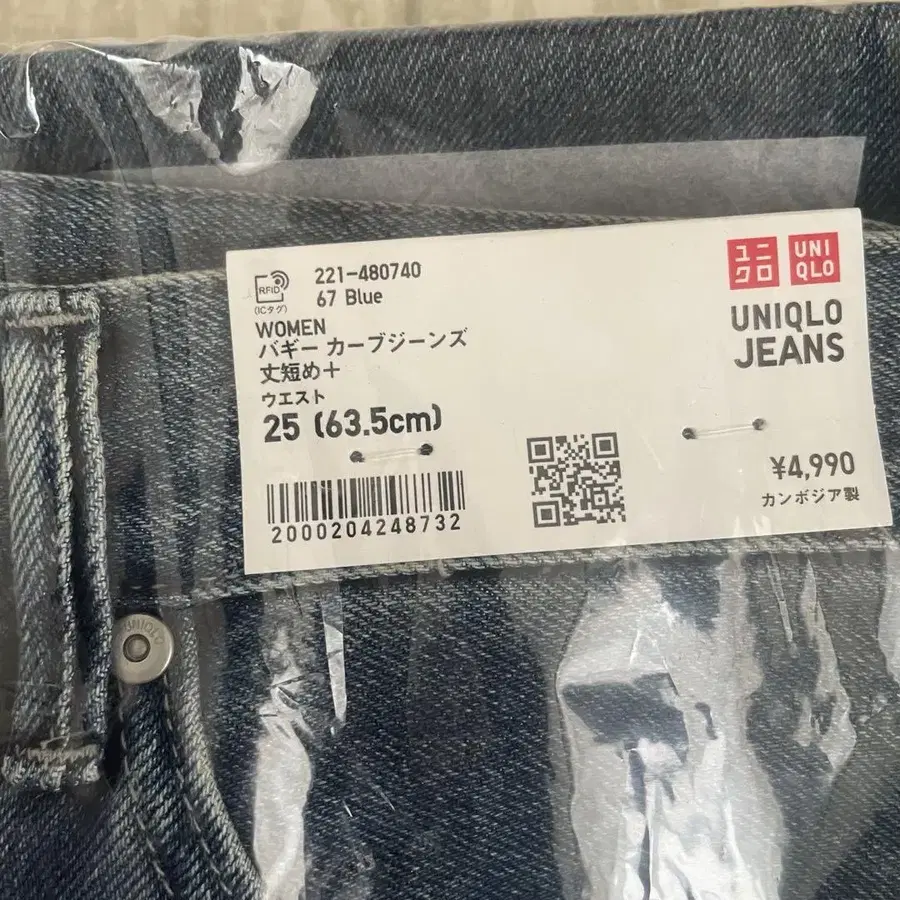 RFID
(ICタグ)
221-480740
67 Blue
WOMEN
バギー カーブジーンズ
丈短め+
ウエスト
25 (63.5cm)
2000204248732
ユニ
クロ
UNI
QLO
UNIQLO
JEANS
¥4,990
カンボジア製
UNIQLO